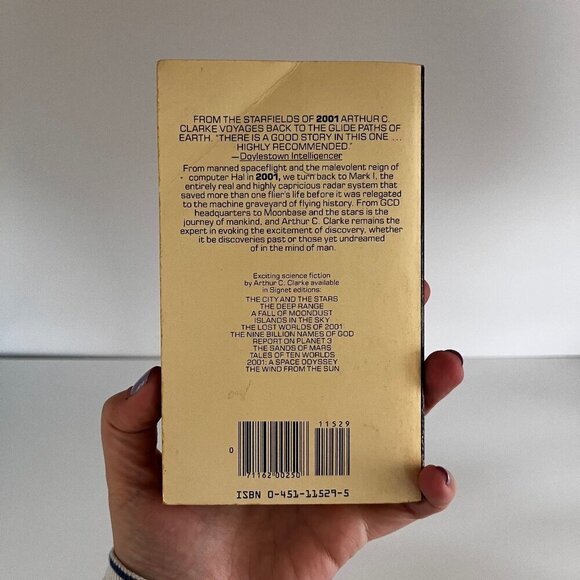 FROM THE STARFIELDS OF 2001 ARTHUR C.
CLARKE VOYAGES BACK TO THE GLIDE PATHS OF
EARTH. "THERE IS A GOOD STORY IN THIS ONE ...
HIGHLY RECOMMENDED."
—Doylestown Intelligencer
From manned spaceflight and the malevolent reign of
computer Hal in 2001, we turn back to Mark I, the
entirely real and highly capricious radar system that
saved more than one flier's life before it was relegated
to the machine graveyard of flying history. From GCD
headquarters to Moonbase and the stars is the
journey of mankind, and Arthur C. Clarke remains the
expert in evoking the excitement of discovery, whether
it be discoveries past or those yet undreamed
of in the mind of man.
Exciting science fiction
by Arthur C. Clarke available
in Signet editions:
THE CITY AND THE STARS
THE DEEP RANGE
A FALL OF MOONDUST
ISLANDS IN THE SKY
THE LOST WORLDS OF 2001
THE NINE BILLION NAMES OF GOD
REPORT ON PLANET 3
THE SANDS OF MARS
TALES OF TEN WORLDS
2001: A SPACE ODYSSEY
THE WIND FROM THE SUN
11529
0
71162 00250
ISBN 0-451-11529-5